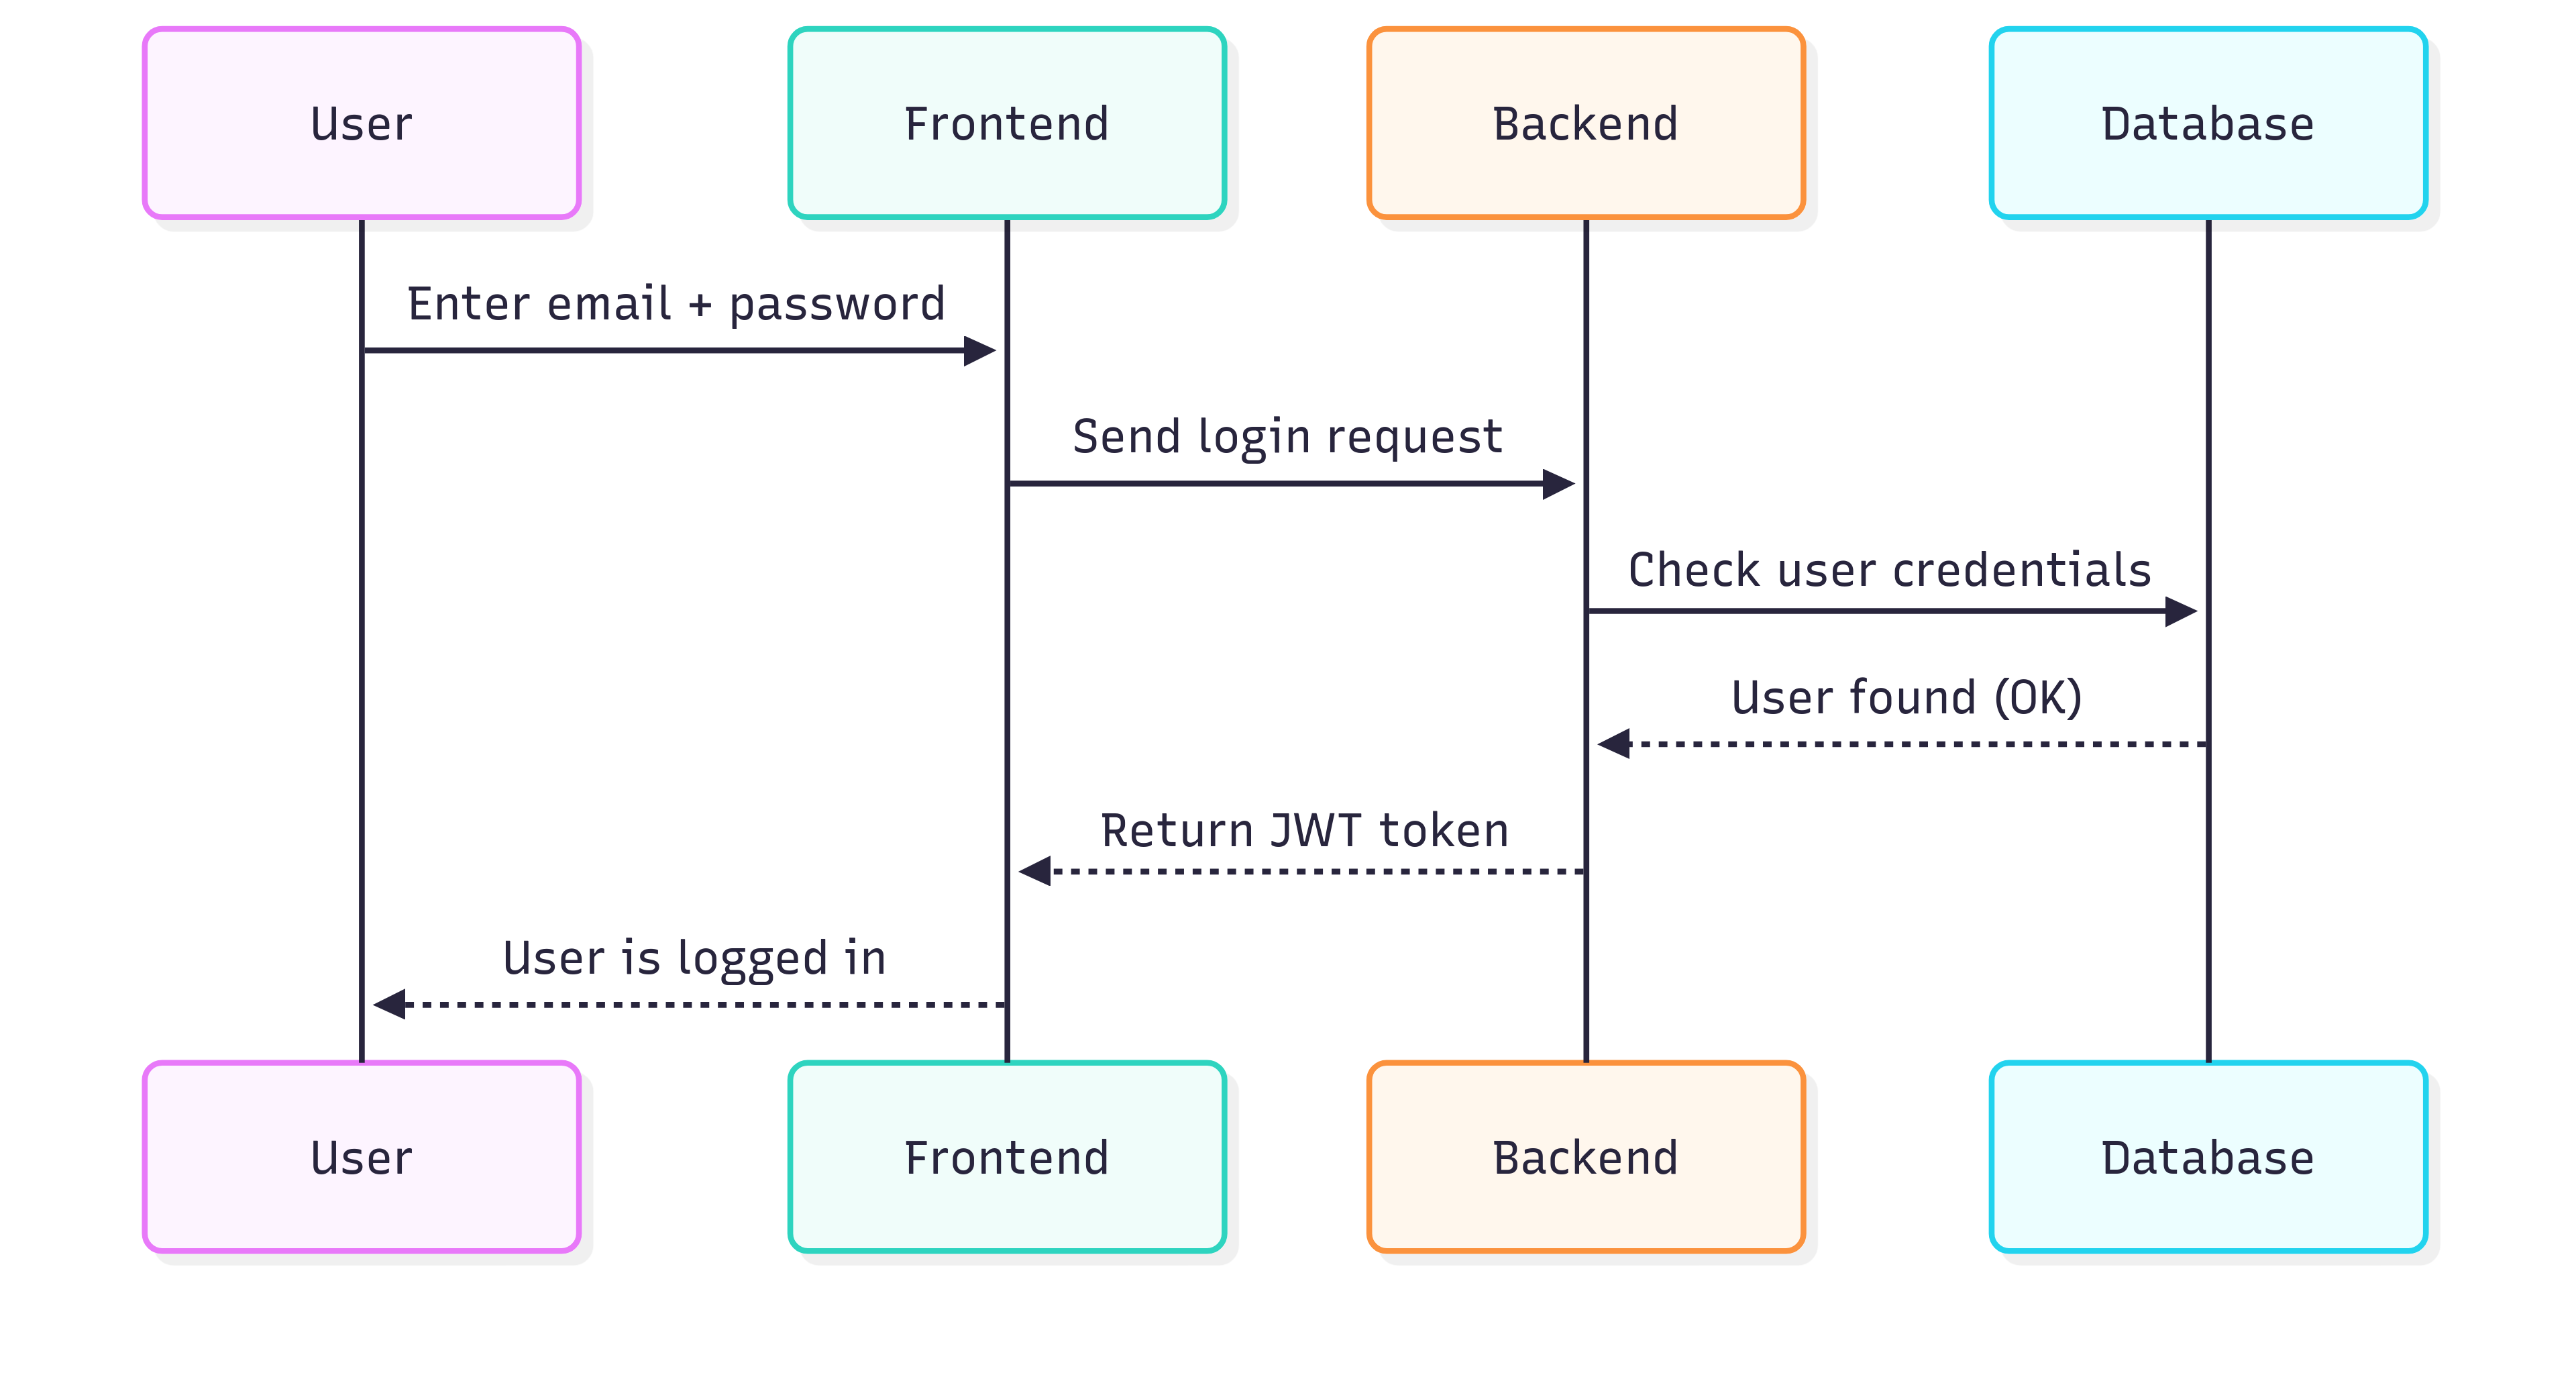 User
Frontend
Backend
Database
Enter email + password
Send login request
Check user credentials
User found (OK)
Return JWT token
User is logged in
User
Frontend
Backend
Database